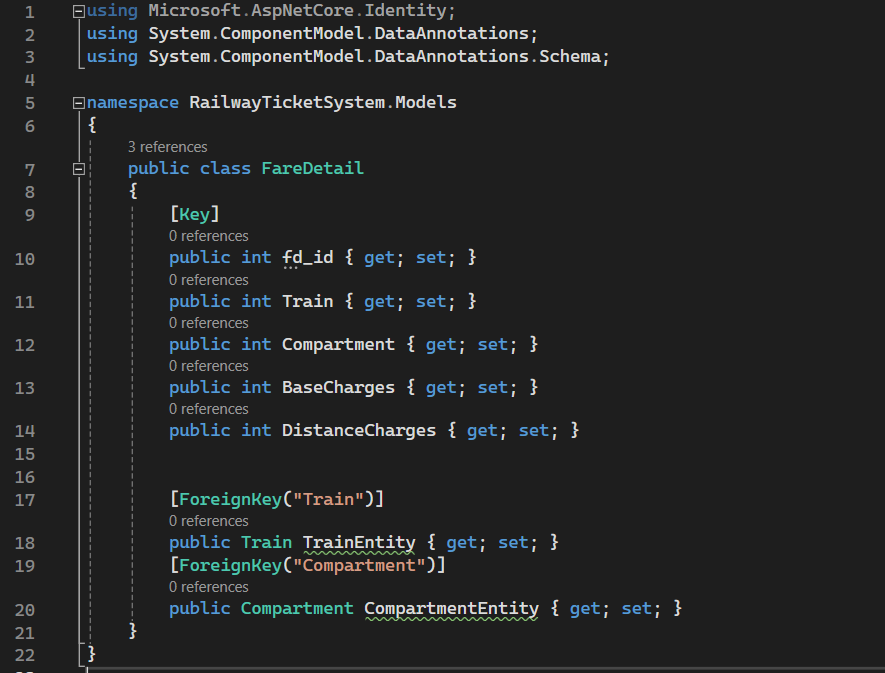 1 using Microsoft.AspNetCore.Identity;
2 using System.ComponentModel.DataAnnotations;
3 using System.ComponentModel.DataAnnotations.Schema;
4
5 namespace RailwayTicketSystem.Models
6 {
3 references
7 public class FareDetail
8 {
9 [Key]
0 references
10 public int fd_id { get; set; }
0 references
11 public int Train { get; set; }
0 references
12 public int Compartment { get; set; }
0 references
13 public int BaseCharges { get; set; }
0 references
14 public int DistanceCharges { get; set; }
15
16
17 [ForeignKey("Train")]
0 references
18 public Train TrainEntity { get; set; }
19 [ForeignKey("Compartment")]
0 references
20 public Compartment CompartmentEntity { get; set; }
21 }
22 }